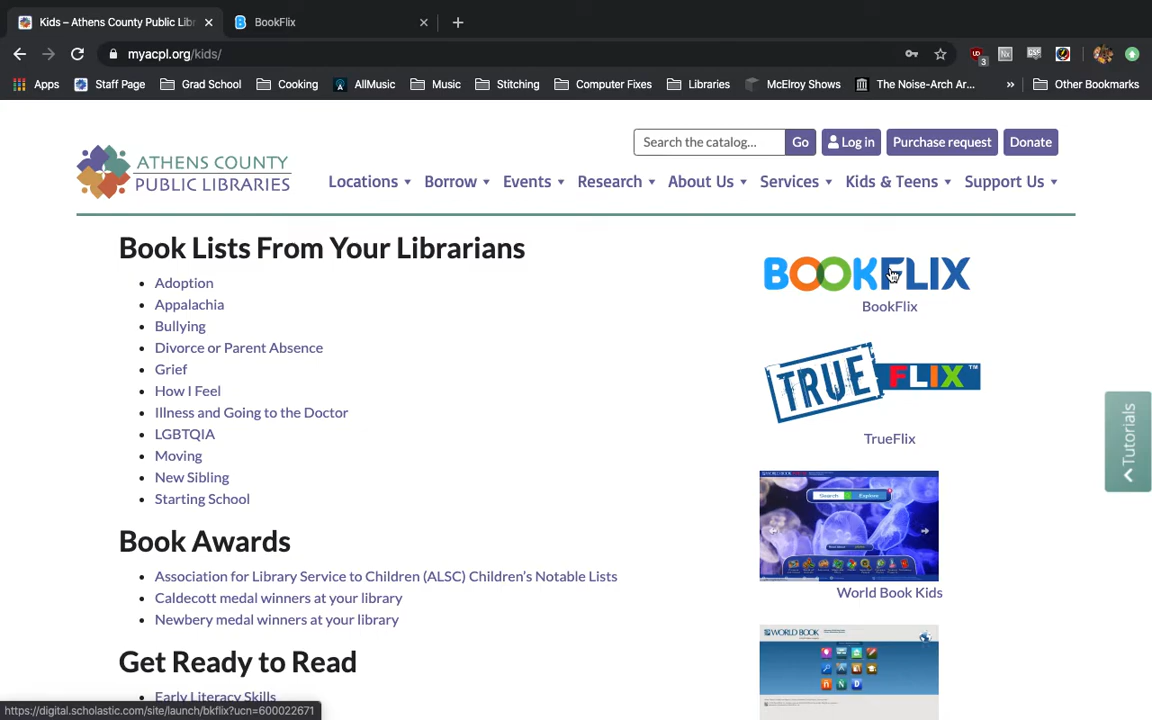 Kids – Athens County Public Libr
BookFlix
myacpl.org/kids/
Apps
Staff Page
Grad School
Cooking
AllMusic
Music
Stitching
Computer Fixes
Libraries
McElroy Shows
The Noise-Arch Ar...
»
Other Bookmarks
ATHENS COUNTY
PUBLIC LIBRARIES
Search the catalog...
Go
Log in
Purchase request
Donate
Locations
Borrow
Events
Research
About Us
Services
Kids & Teens
Support Us
Book Lists From Your Librarians
Adoption
Appalachia
Bullying
Divorce or Parent Absence
Grief
How I Feel
Illness and Going to the Doctor
LGBTQIA
Moving
New Sibling
Starting School
Book Awards
Association for Library Service to Children (ALSC) Children's Notable Lists
Caldecott medal winners at your library
Newbery medal winners at your library
Get Ready to Read
Early Literacy Skills
BOOKFLIX
BookFlix
TRUE FLIX™
TrueFlix
Search
Explore
World Book Kids
WORLD BOOK
Tutorials
https://digital.scholastic.com/site/launch/bkflix?ucn=600022671